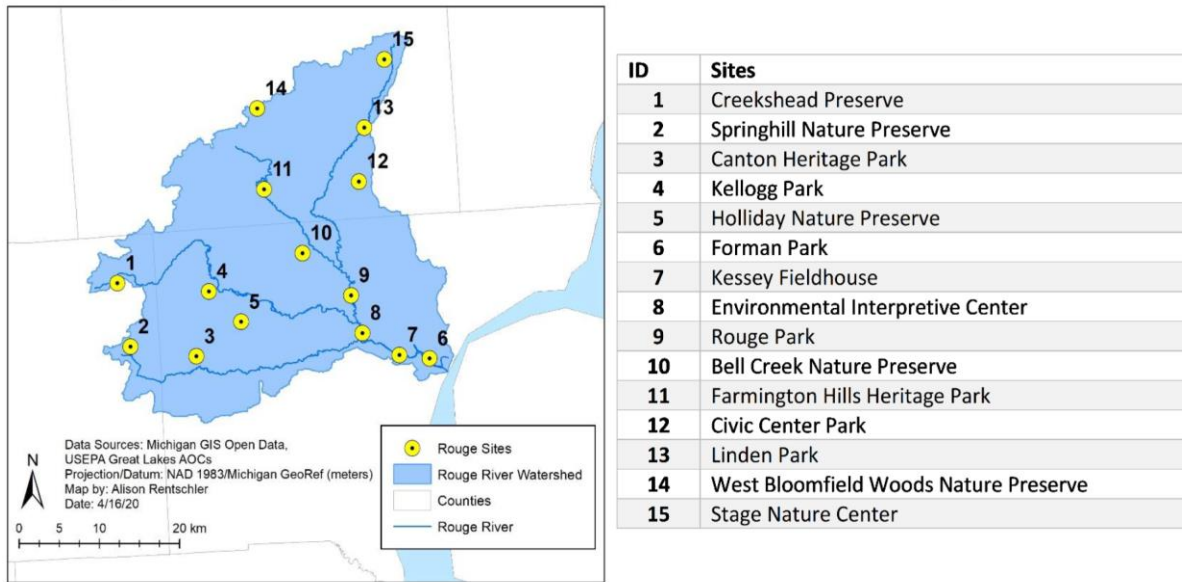 15
14
13
12
11
10
1
4
9
5
8
2
3
7
6
Data Sources: Michigan GIS Open Data,
USEPA Great Lakes AOCs
Projection/Datum: NAD 1983/Michigan GeoRef (meters)
Map by: Alison Rentschler
Date: 4/16/20
N
0 5 10 20 km
Rouge Sites
Rouge River Watershed
Counties
Rouge River
ID Sites
1 Creekshead Preserve
2 Springhill Nature Preserve
3 Canton Heritage Park
4 Kellogg Park
5 Holliday Nature Preserve
6 Forman Park
7 Kessey Fieldhouse
8 Environmental Interpretive Center
9 Rouge Park
10 Bell Creek Nature Preserve
11 Farmington Hills Heritage Park
12 Civic Center Park
13 Linden Park
14 West Bloomfield Woods Nature Preserve
15 Stage Nature Center